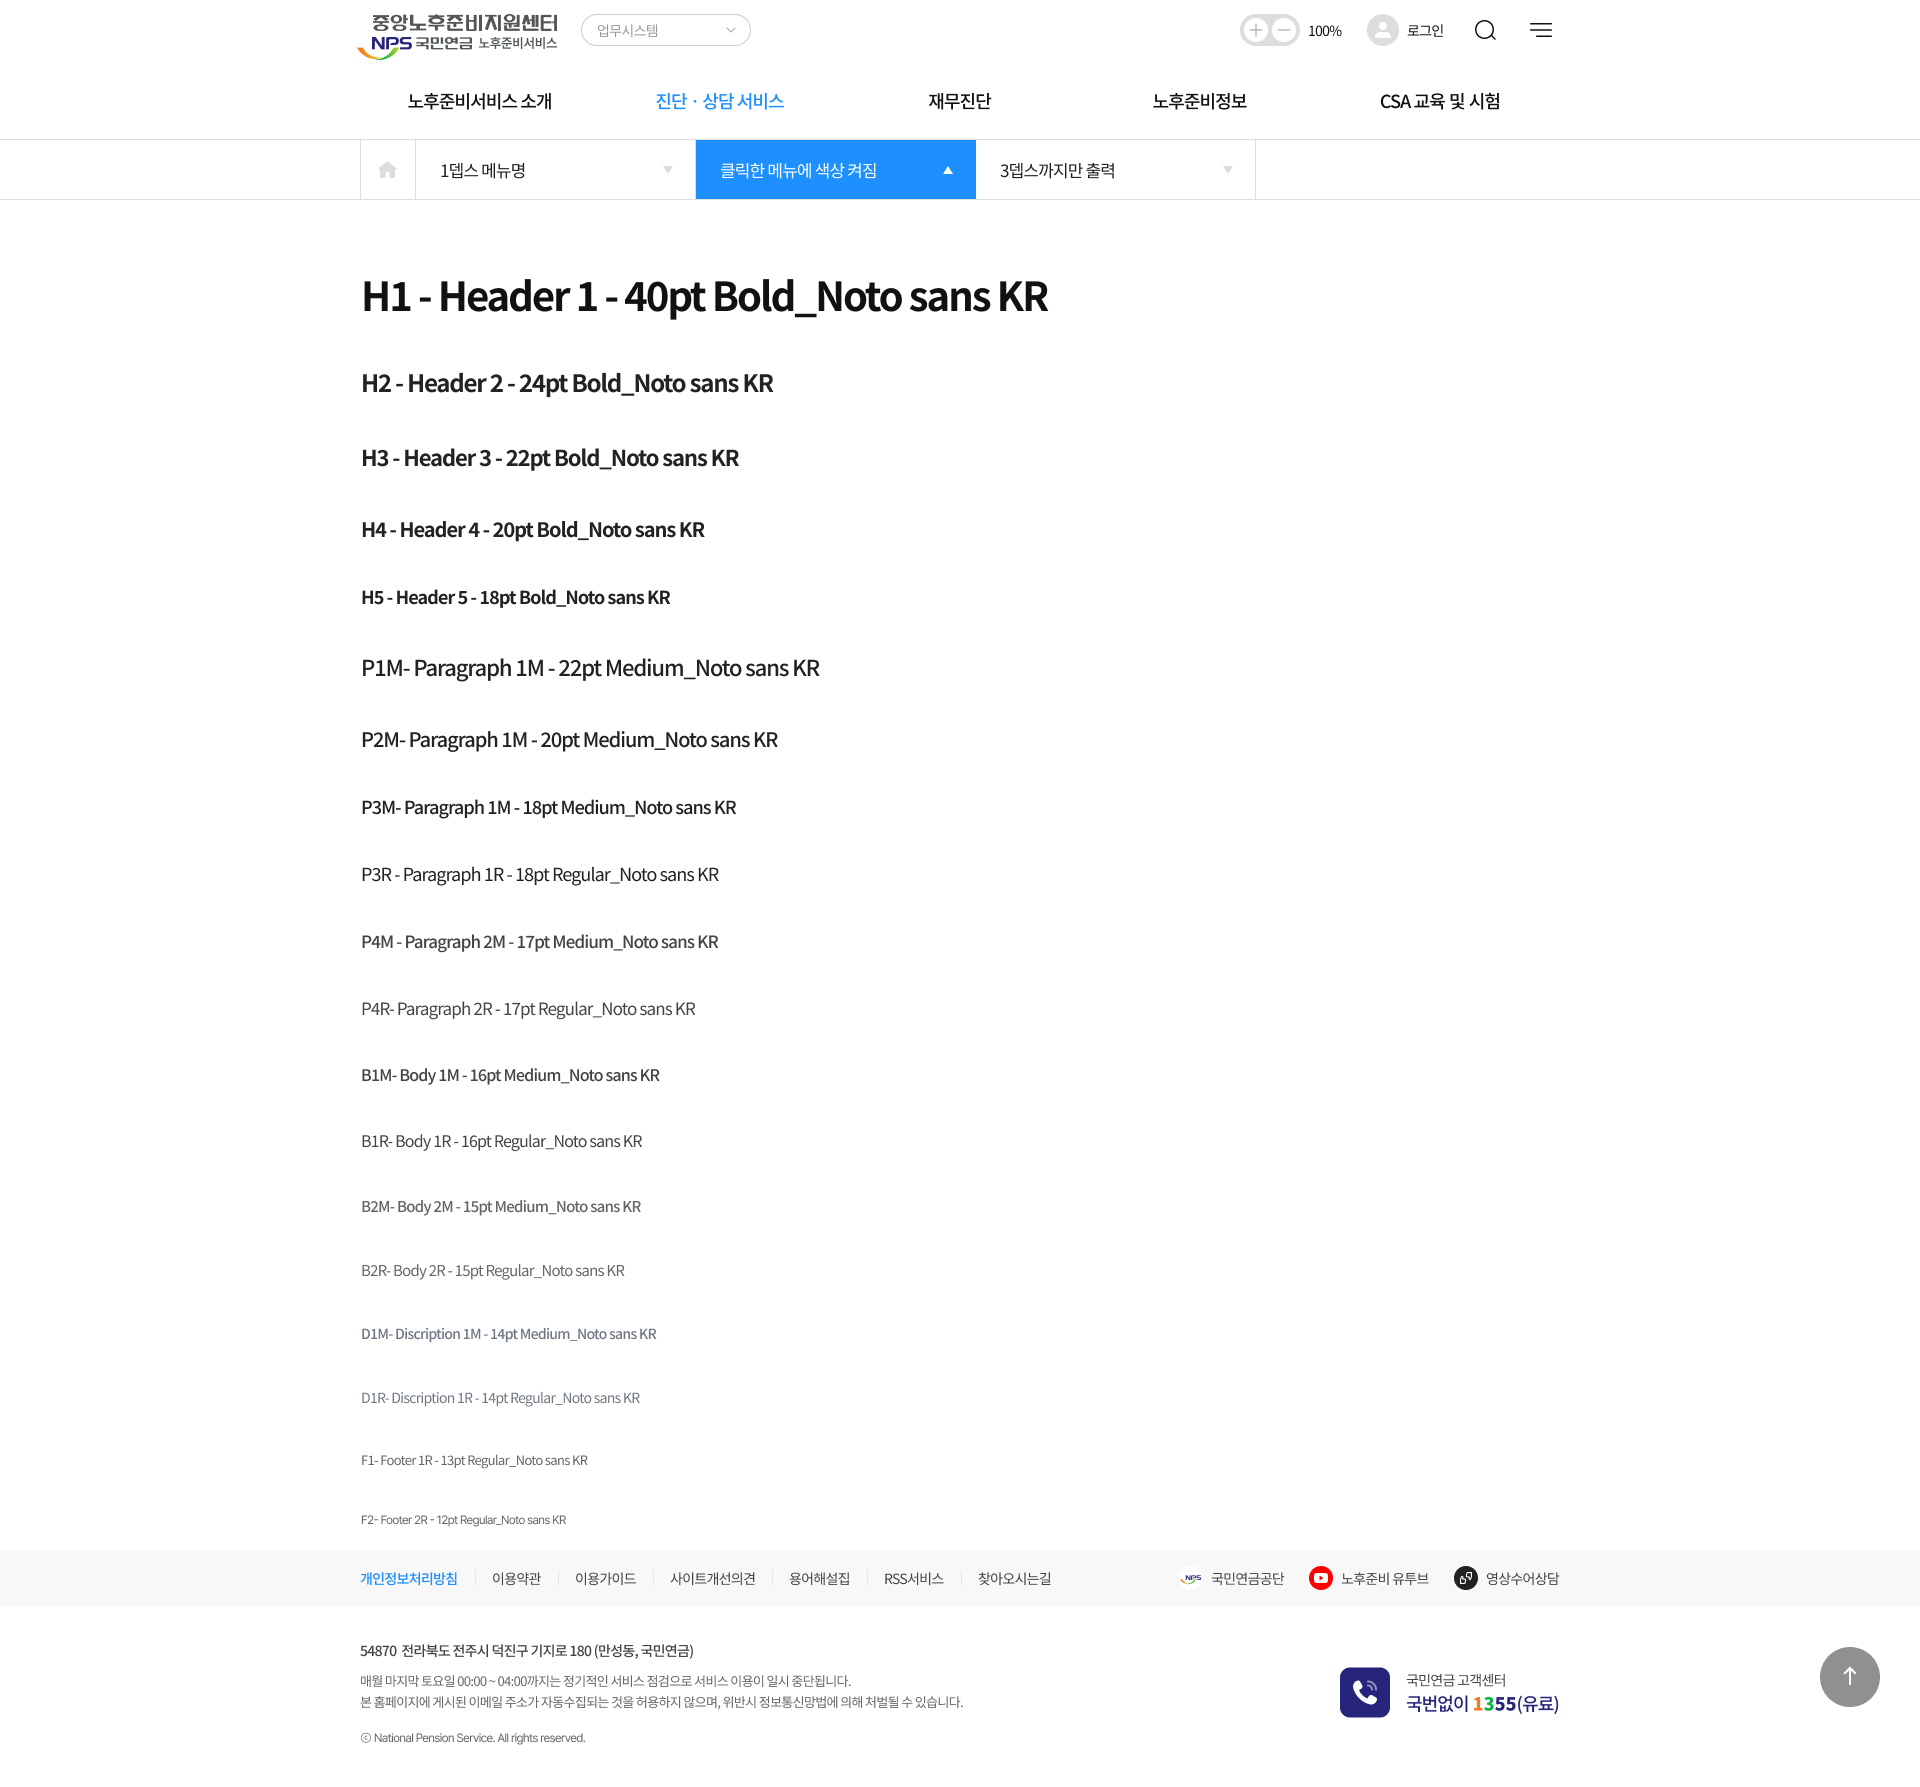 중앙노후준비지원센터
NPS 국민연금 노후준비서비스
업무시스템
100%
로그인
노후준비서비스 소개
진단 · 상담 서비스
재무진단
노후준비정보
CSA 교육 및 시험
1뎁스 메뉴명
클릭한 메뉴에 색상 켜짐
3뎁스까지만 출력
H1 - Header 1 - 40pt Bold_Noto sans KR
H2 - Header 2 - 24pt Bold_Noto sans KR
H3 - Header 3 - 22pt Bold_Noto sans KR
H4 - Header 4 - 20pt Bold_Noto sans KR
H5 - Header 5 - 18pt Bold_Noto sans KR
P1M- Paragraph 1M - 22pt Medium_Noto sans KR
P2M- Paragraph 1M - 20pt Medium_Noto sans KR
P3M- Paragraph 1M - 18pt Medium_Noto sans KR
P3R - Paragraph 1R - 18pt Regular_Noto sans KR
P4M - Paragraph 2M - 17pt Medium_Noto sans KR
P4R- Paragraph 2R - 17pt Regular_Noto sans KR
B1M- Body 1M - 16pt Medium_Noto sans KR
B1R- Body 1R - 16pt Regular_Noto sans KR
B2M- Body 2M - 15pt Medium_Noto sans KR
B2R- Body 2R - 15pt Regular_Noto sans KR
D1M- Discription 1M - 14pt Medium_Noto sans KR
D1R- Discription 1R - 14pt Regular_Noto sans KR
F1- Footer 1R - 13pt Regular_Noto sans KR
F2- Footer 2R - 12pt Regular_Noto sans KR
개인정보처리방침
이용약관
이용가이드
사이트개선의견
용어해설집
RSS서비스
찾아오시는길
NPS 국민연금공단
노후준비 유투브
영상수어상담
54870 전라북도 전주시 덕진구 기지로 180 (만성동, 국민연금)
매월 마지막 토요일 00:00 ~ 04:00까지는 정기적인 서비스 점검으로 서비스 이용이 일시 중단됩니다.
본 홈페이지에 게시된 이메일 주소가 자동수집되는 것을 허용하지 않으며, 위반시 정보통신망법에 의해 처벌될 수 있습니다.
ⓒ National Pension Service. All rights reserved.
국민연금 고객센터
국번없이 1355(유료)